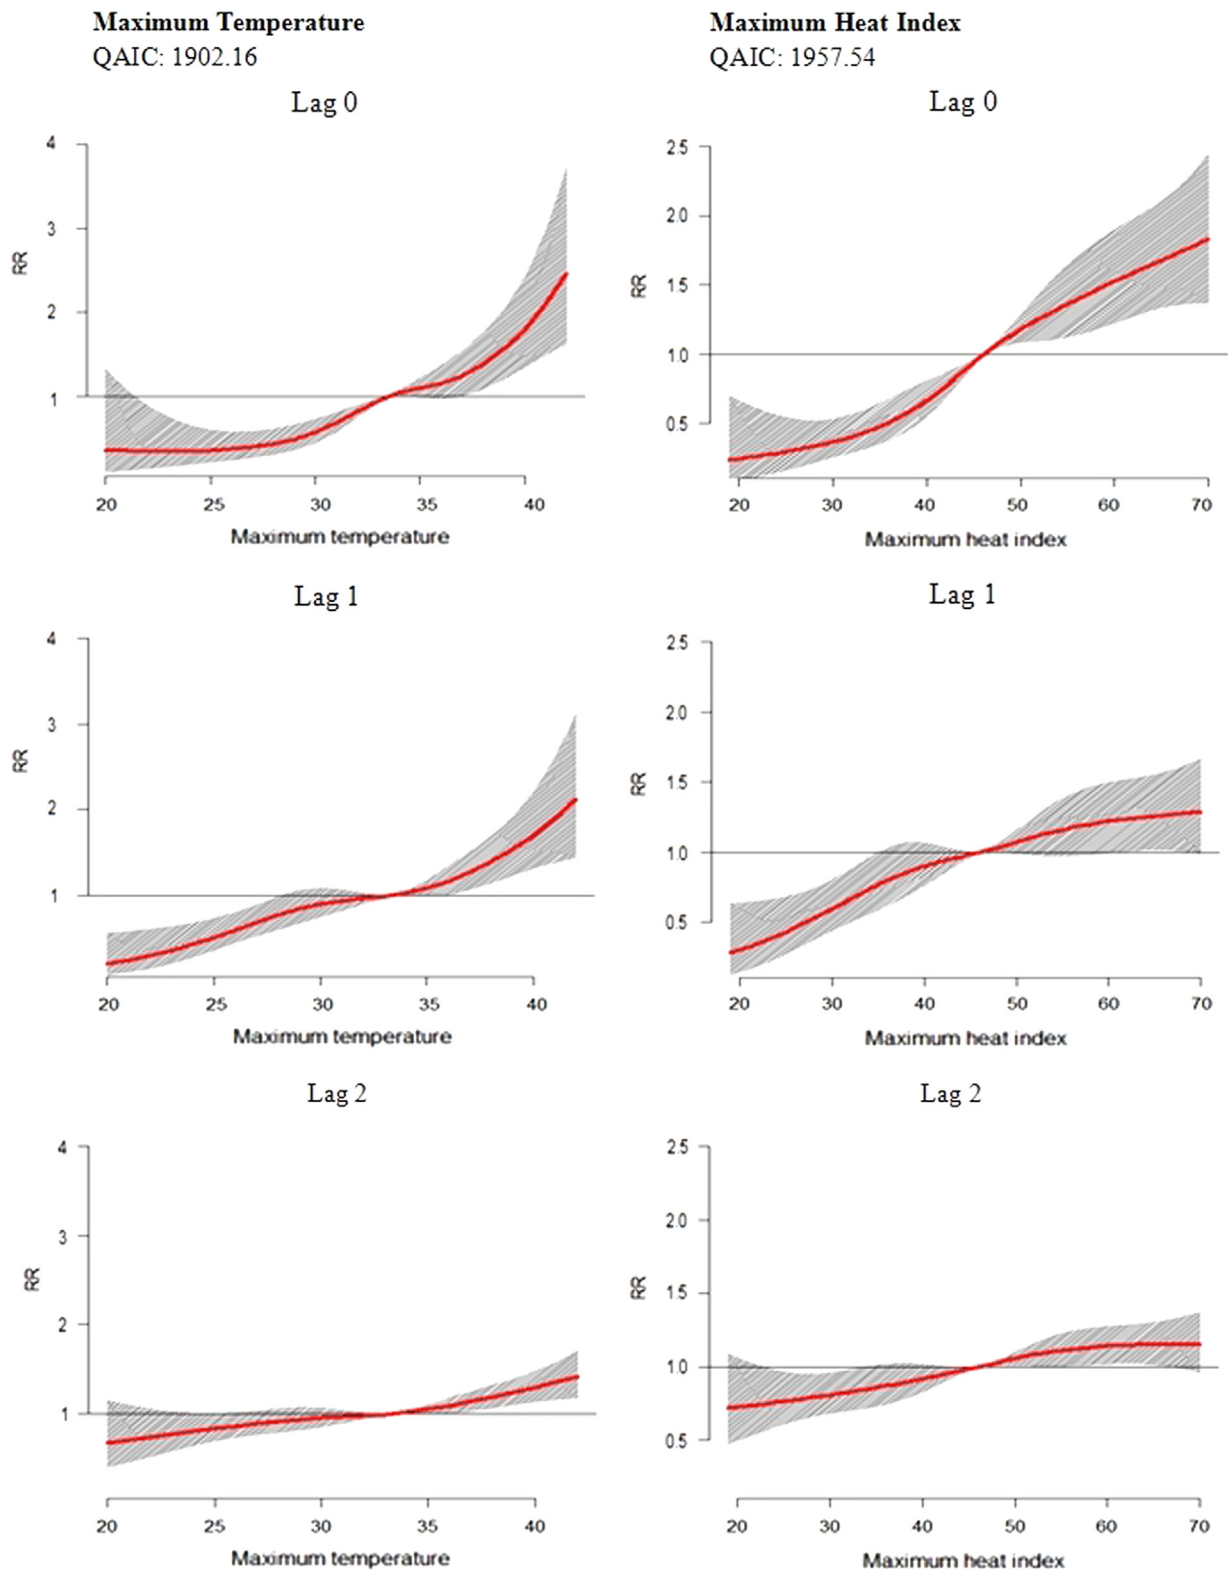 Maximum Temperature
QAIC: 1902.16
Maximum Heat Index
QAIC: 1957.54
Lag 0
4
3
2
1
RR
20 25 30 35 40
Maximum temperature
Lag 0
2.5
2.0
1.5
1.0
0.5
RR
20 30 40 50 60 70
Maximum heat index
Lag 1
4
3
2
1
RR
20 25 30 35 40
Maximum temperature
Lag 1
2.5
2.0
1.5
1.0
0.5
RR
20 30 40 50 60 70
Maximum heat index
Lag 2
4
3
2
1
RR
20 25 30 35 40
Maximum temperature
Lag 2
2.5
2.0
1.5
1.0
0.5
RR
20 30 40 50 60 70
Maximum heat index